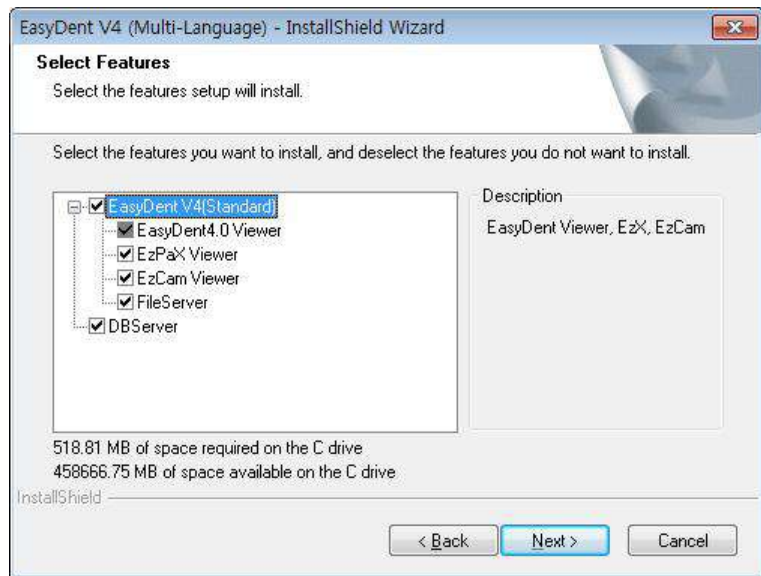 EasyDent V4 (Multi-Language) - InstallShield Wizard
Select Features
Select the features setup will install.
Select the features you want to install, and deselect the features you do not want to install.
EasyDent V4(Standard)
EasyDent4.0 Viewer
EzPaX Viewer
EzCam Viewer
FileServer
DBServer
Description
EasyDent Viewer, EzX, EzCam
518.81 MB of space required on the C drive
458666.75 MB of space available on the C drive
InstallShield
< Back
Next >
Cancel